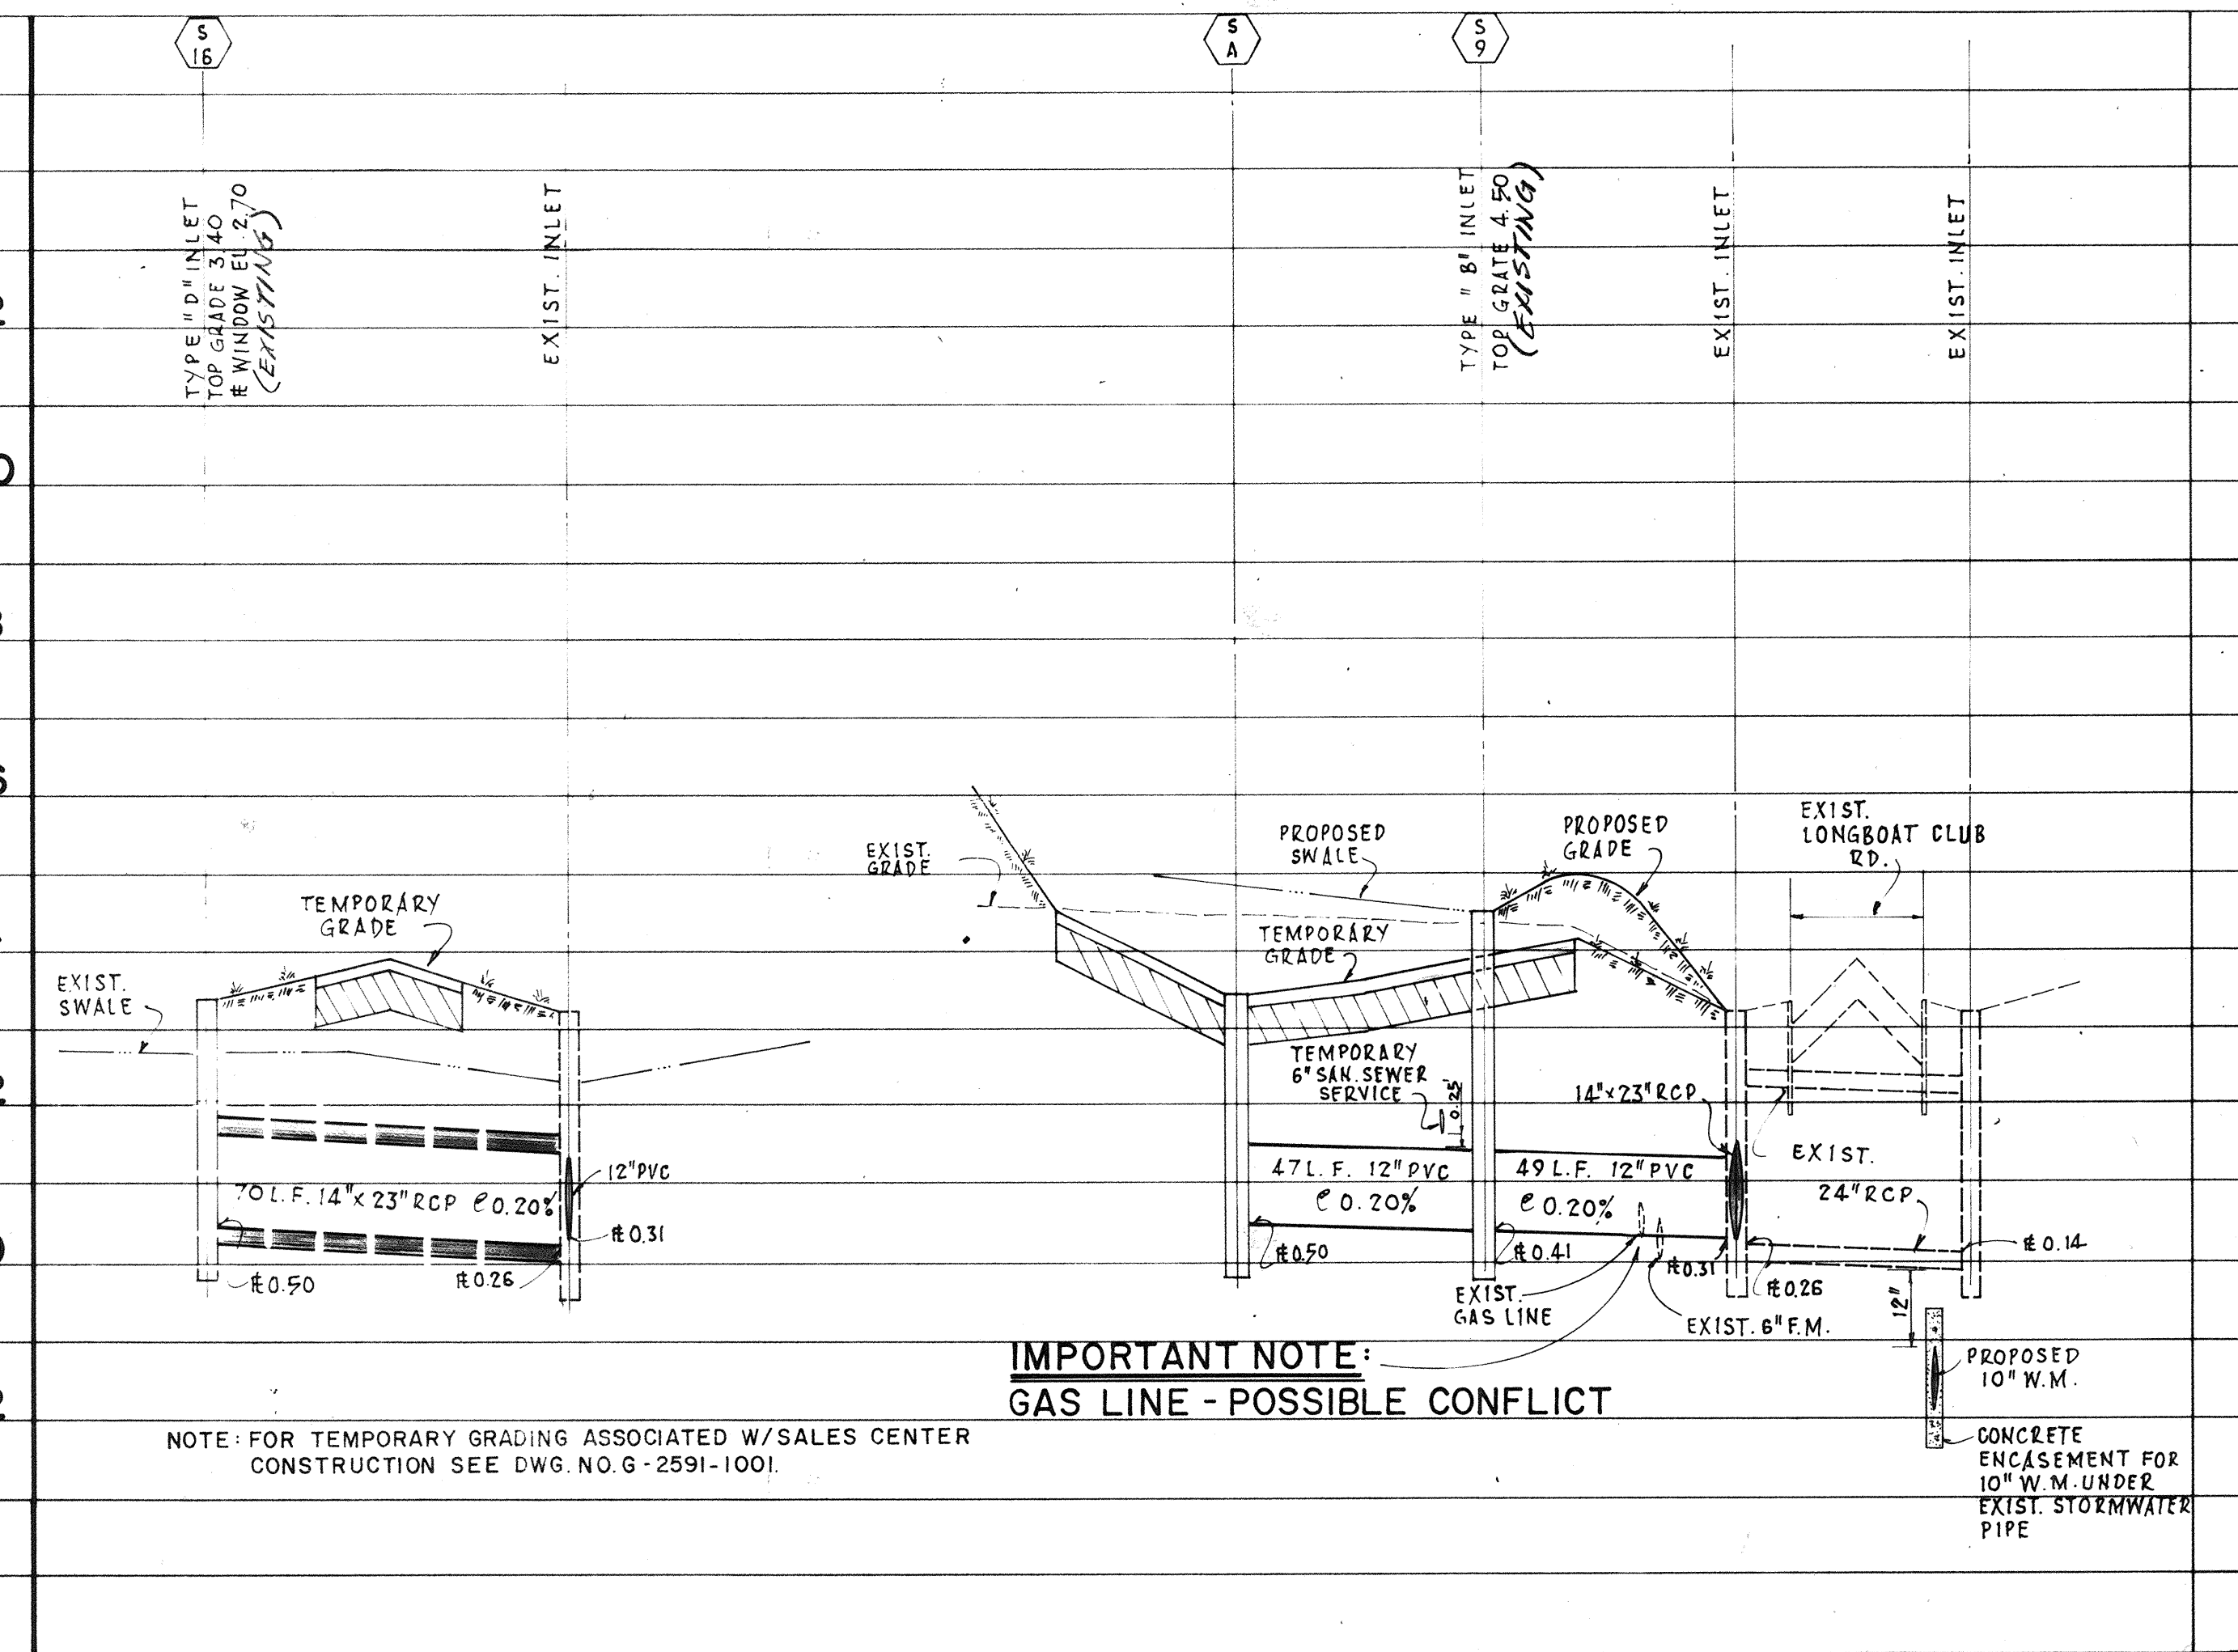 S
16
S
A
S
9
TYPE "D" INLET
TOP GRADE 3.40
℄ WINDOW EL. 2.70
(EXISTING)
EXIST. INLET
TYPE "B" INLET
TOP GRATE 4.50
(EXISTING)
EXIST. INLET
EXIST. INLET
EXIST.
SWALE
TEMPORARY
GRADE
12" PVC
70 L.F. 14" x 23" RCP @ 0.20%
0.31
0.50
0.26
EXIST.
GRADE
PROPOSED
SWALE
PROPOSED
GRADE
EXIST.
LONGBOAT CLUB
RD.
TEMPORARY
GRADE
TEMPORARY
6" SAN. SEWER
SERVICE
0.25
14" x 23" RCP
EXIST.
24" RCP
47 L.F. 12" PVC
@ 0.20%
49 L.F. 12" PVC
@ 0.20%
0.50
0.41
0.31
0.26
0.14
EXIST.
GAS LINE
EXIST. 6" F.M.
12"
PROPOSED
10" W.M.
CONCRETE
ENCASEMENT FOR
10" W.M. UNDER
EXIST. STORMWATER
PIPE
IMPORTANT NOTE:
GAS LINE - POSSIBLE CONFLICT
NOTE: FOR TEMPORARY GRADING ASSOCIATED W/SALES CENTER
CONSTRUCTION SEE DWG. NO. G-2591-1001.